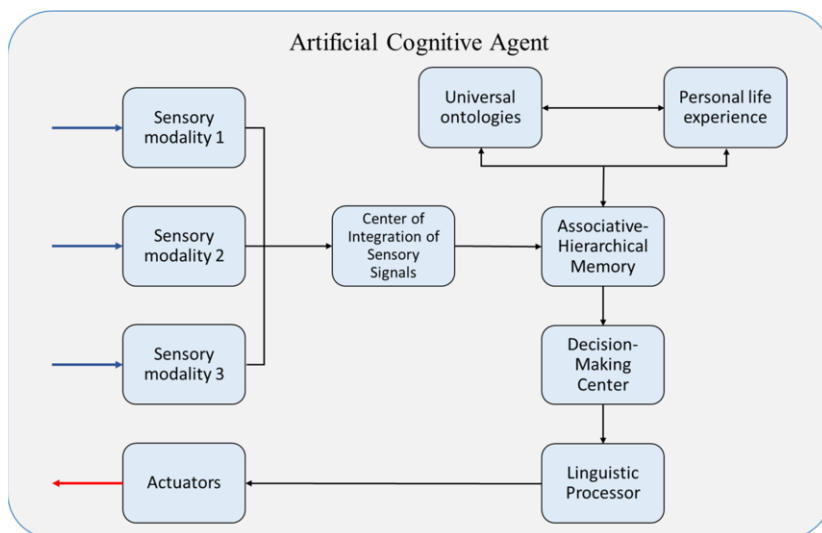 Artificial Cognitive Agent
Sensory
modality 1
Universal
ontologies
Personal life
experience
Sensory
modality 2
Center of
Integration of
Sensory
Signals
Associative-
Hierarchical
Memory
Sensory
modality 3
Decision-
Making
Center
Actuators
Linguistic
Processor